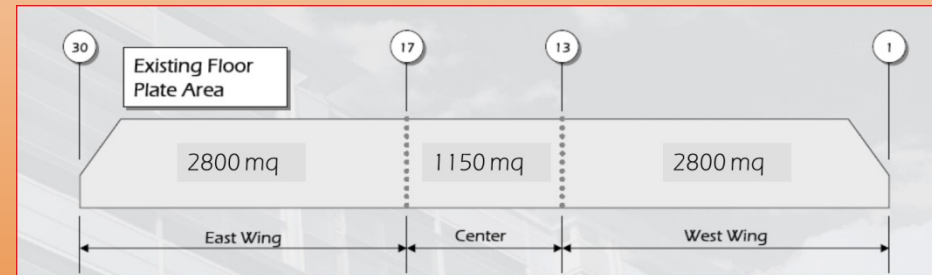 30 17 13 1
Existing Floor
Plate Area
2800 mq 1150 mq 2800 mq
East Wing Center West Wing